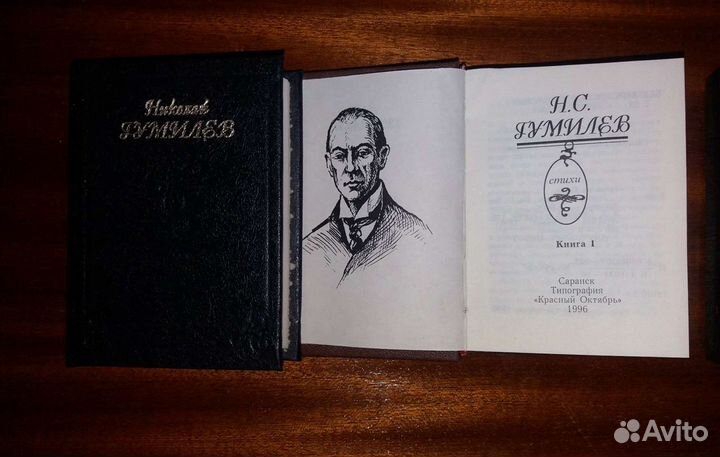 Николай
ГУМИЛЕВ
Н.С.
ГУМИЛЕВ
стихи
Книга 1
Саранск
Типография
«Красный Октябрь»
1996
Avito